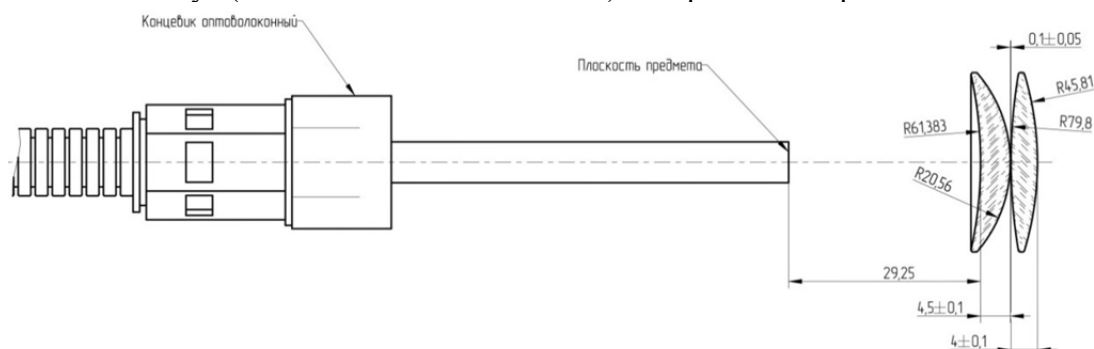 Концевик оптоволоконный
Плоскость предмета
0,1±0,05
R45,81
R61,383
R79,8
R20,56
29,25
4,5±0,1
4±0,1